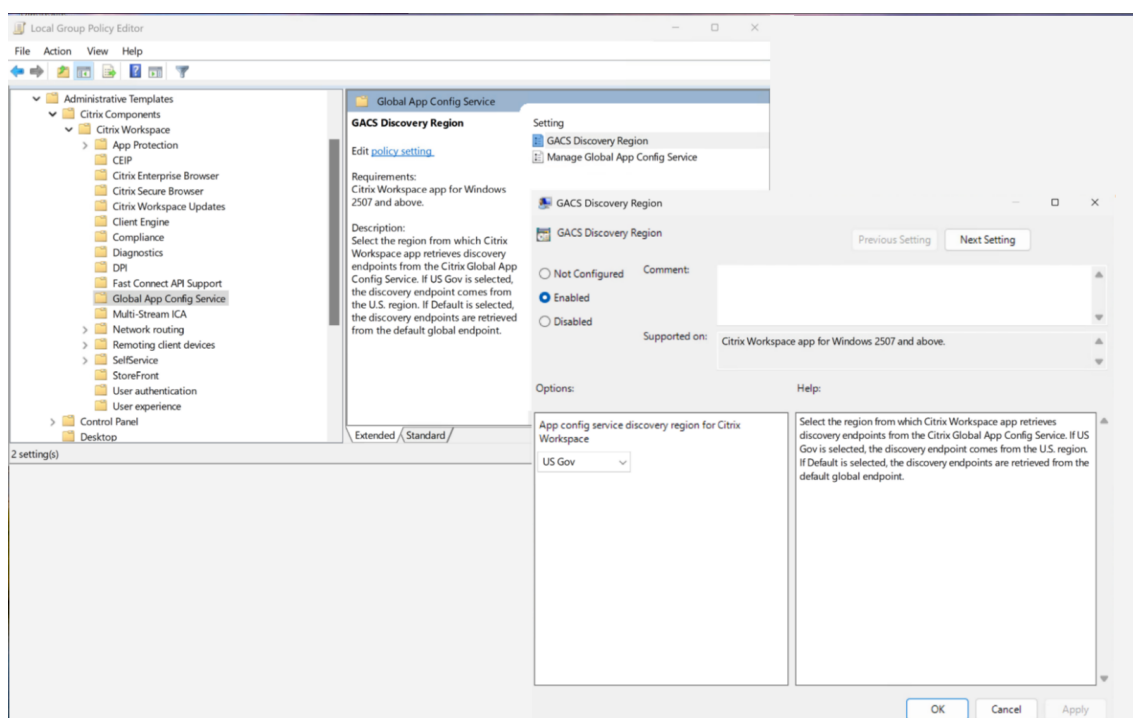 Local Group Policy Editor
File Action View Help
Administrative Templates
Citrix Components
Citrix Workspace
App Protection
CEIP
Citrix Enterprise Browser
Citrix Secure Browser
Citrix Workspace Updates
Client Engine
Compliance
Diagnostics
DPI
Fast Connect API Support
Global App Config Service
Multi-Stream ICA
Network routing
Remoting client devices
SelfService
StoreFront
User authentication
User experience
Control Panel
Desktop
2 setting(s)
Global App Config Service
GACS Discovery Region
Edit policy setting
Requirements:
Citrix Workspace app for Windows
2507 and above.
Description:
Select the region from which Citrix
Workspace app retrieves discovery
endpoints from the Citrix Global App
Config Service. If US Gov is selected,
the discovery endpoint comes from
the U.S. region. If Default is selected,
the discovery endpoints are retrieved
from the default global endpoint.
Extended Standard
Setting
GACS Discovery Region
Manage Global App Config Service
GACS Discovery Region
GACS Discovery Region
Previous Setting Next Setting
Not Configured
Enabled
Disabled
Comment:
Supported on:
Citrix Workspace app for Windows 2507 and above.
Options:
Help:
App config service discovery region for Citrix
Workspace
US Gov
Select the region from which Citrix Workspace app retrieves
discovery endpoints from the Citrix Global App Config Service. If US
Gov is selected, the discovery endpoint comes from the U.S. region.
If Default is selected, the discovery endpoints are retrieved from the
default global endpoint.
OK Cancel Apply